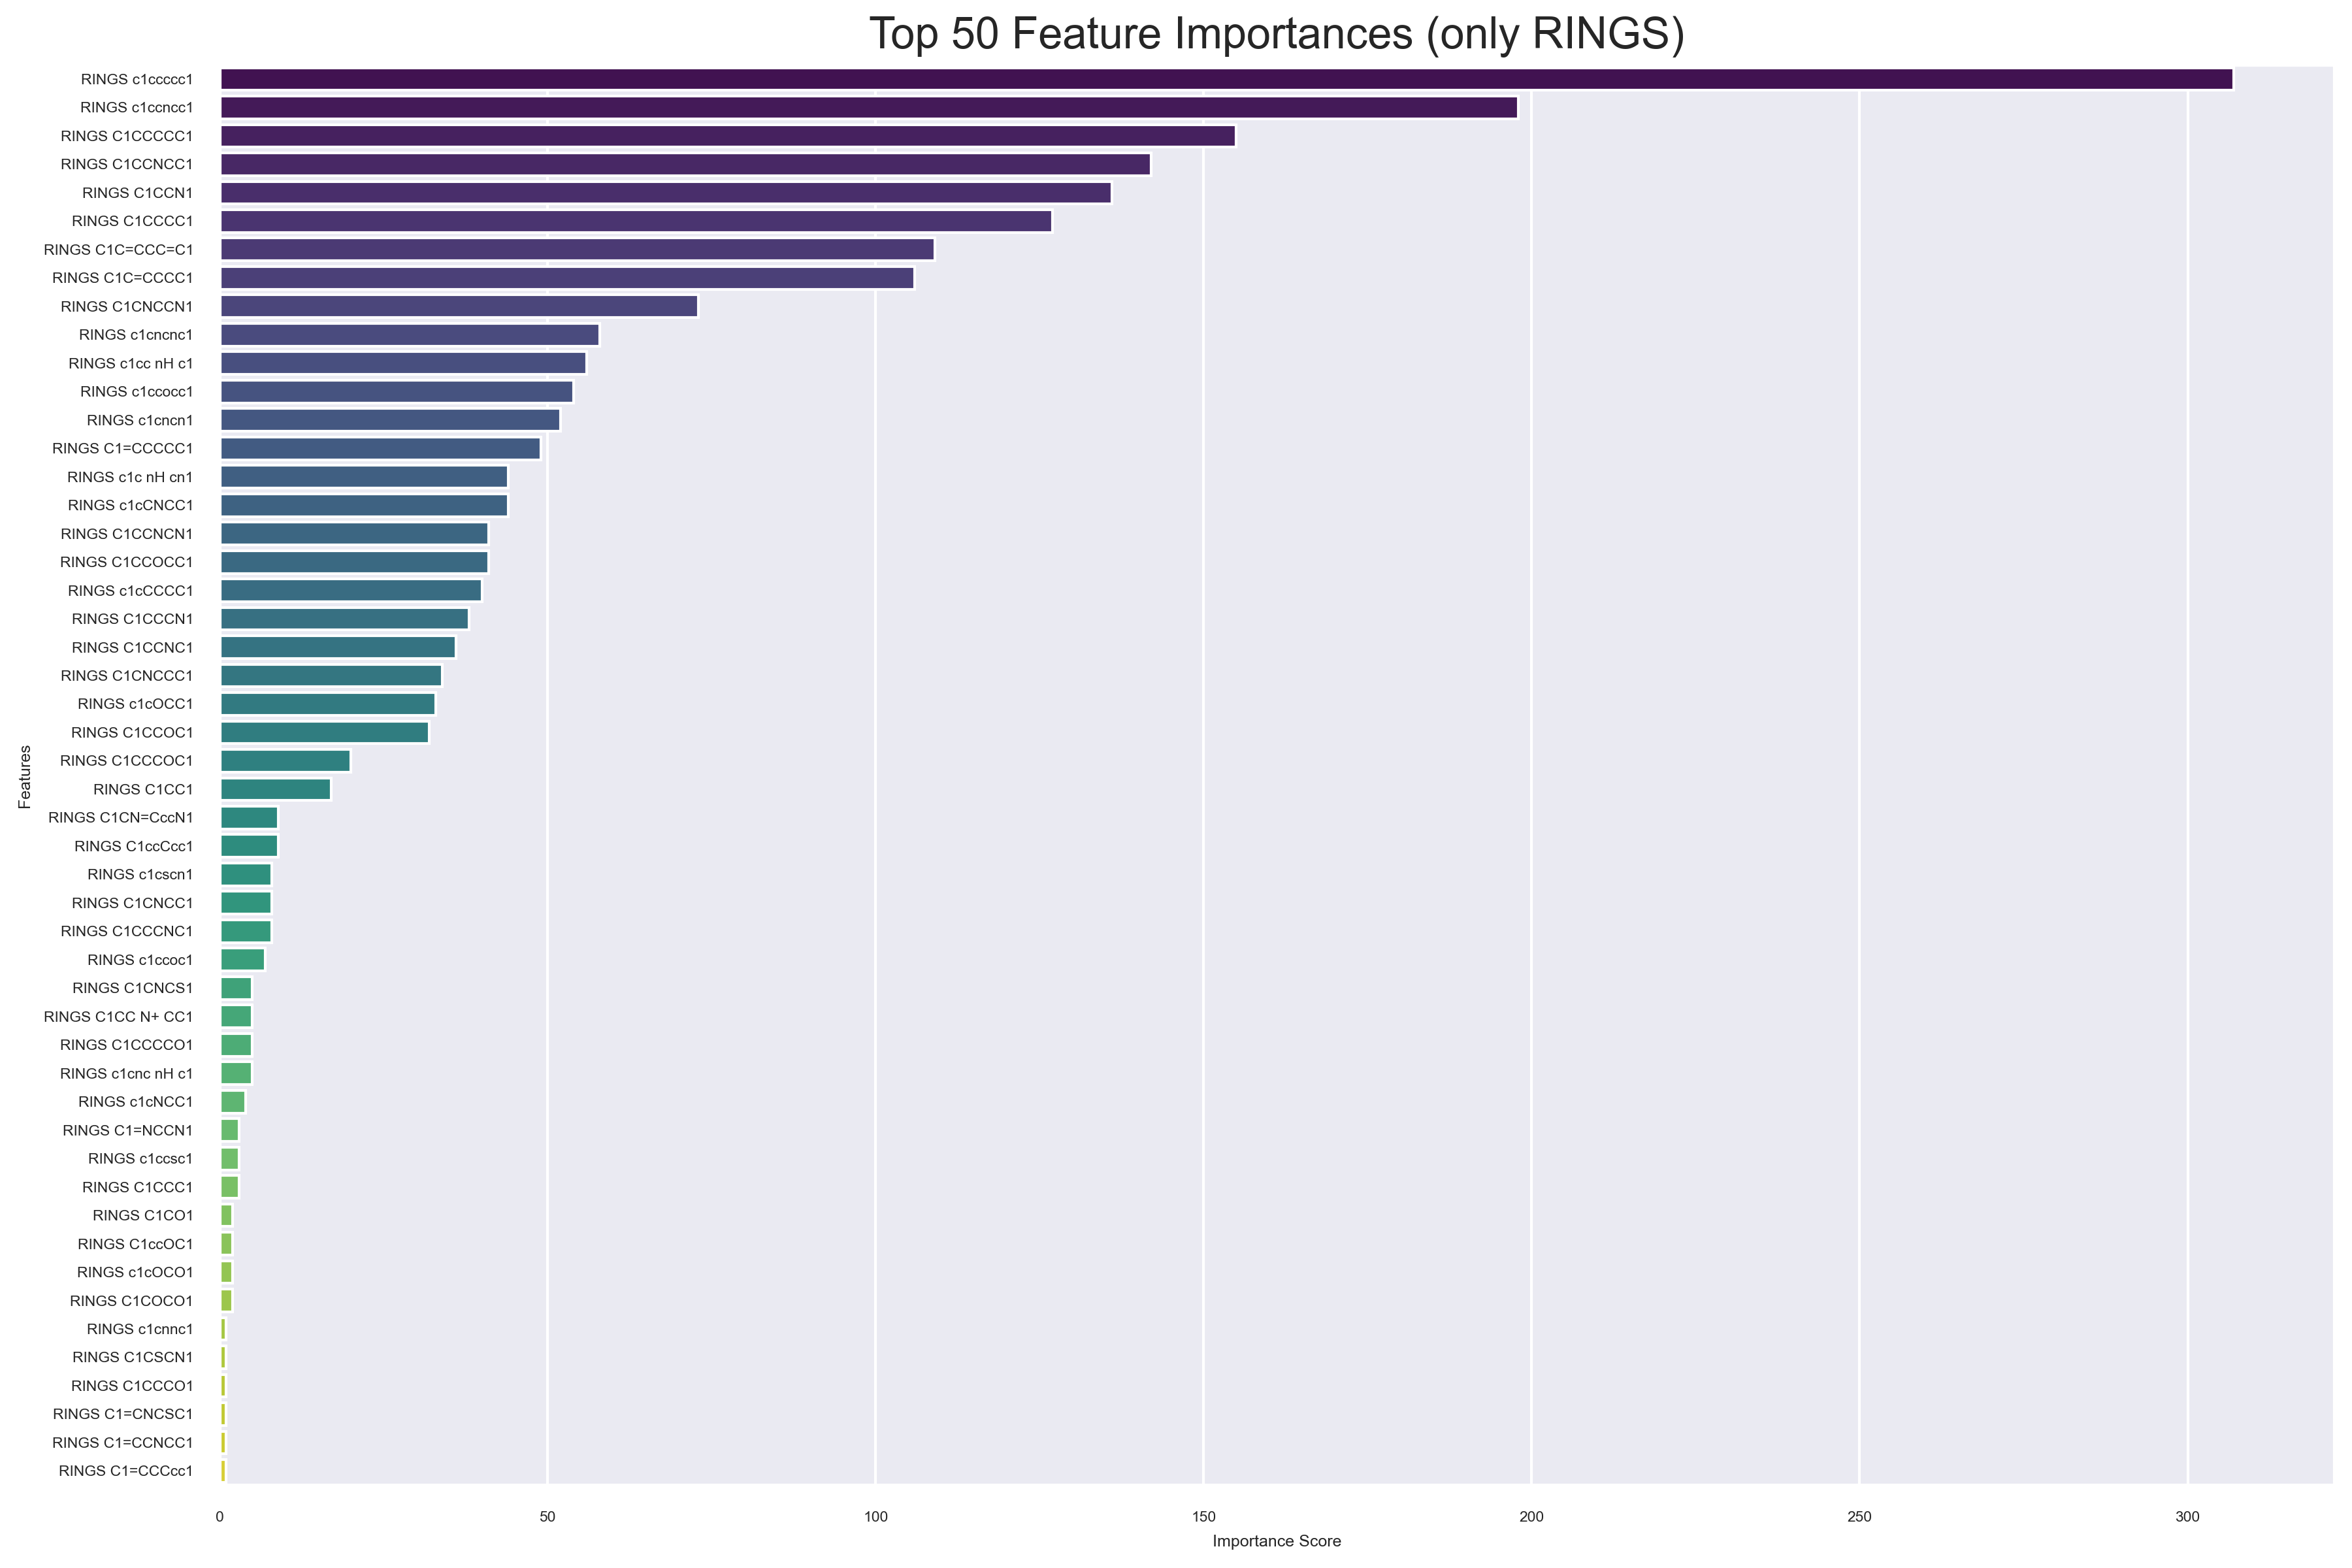 Top 50 Feature Importances (only RINGS)
RINGS c1ccccc1
RINGS c1ccncc1
RINGS C1CCCCC1
RINGS C1CCNCC1
RINGS C1CCN1
RINGS C1CCCC1
RINGS C1C=CCC=C1
RINGS C1C=CCCC1
RINGS C1CNCCN1
RINGS c1cncnc1
RINGS c1cc nH c1
RINGS c1ccocc1
RINGS c1cncn1
RINGS C1=CCCCC1
RINGS c1c nH cn1
RINGS c1cCNCC1
RINGS C1CCNCN1
RINGS C1CCOCC1
RINGS c1cCCCC1
RINGS C1CCCN1
RINGS C1CCNC1
RINGS C1CNCCC1
RINGS c1cOCC1
RINGS C1CCOC1
RINGS C1CCCOC1
RINGS C1CC1
RINGS C1CN=CccN1
RINGS C1ccCcc1
RINGS c1cscn1
RINGS C1CNCC1
RINGS C1CCCNC1
RINGS c1ccoc1
RINGS C1CNCS1
RINGS C1CC N+ CC1
RINGS C1CCCCO1
RINGS c1cnc nH c1
RINGS c1cNCC1
RINGS C1=NCCN1
RINGS c1ccsc1
RINGS C1CCC1
RINGS C1CO1
RINGS C1ccOC1
RINGS c1cOCO1
RINGS C1COCO1
RINGS c1cnnc1
RINGS C1CSCN1
RINGS C1CCCO1
RINGS C1=CNCSC1
RINGS C1=CCNCC1
RINGS C1=CCCcc1
Features
0 50 100 150 200 250 300
Importance Score